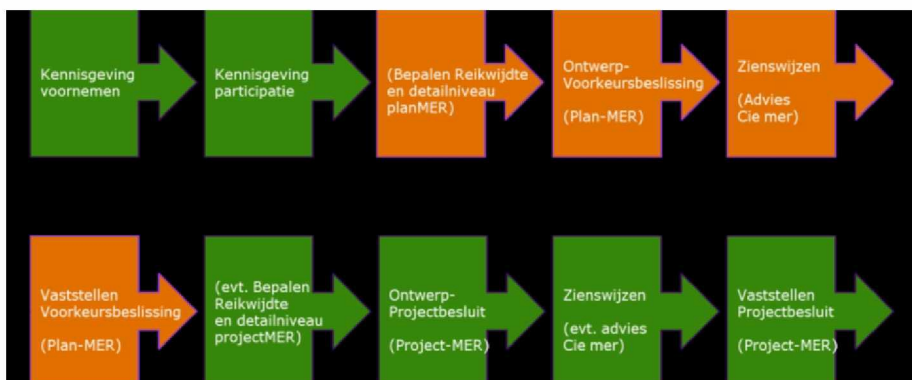 Kennisgeving
voornemen
Kennisgeving
participatie
(Bepalen Reikwijdte
en detailniveau
planMER)
Ontwerp-
Voorkeursbeslissing
(Plan-MER)
Zienswijzen
(Advies
Cie mer)
Vaststellen
Voorkeursbeslissing
(Plan-MER)
(evt. Bepalen
Reikwijdte
en detailniveau
projectMER)
Ontwerp-
Projectbesluit
(Project-MER)
Zienswijzen
(evt. advies
Cie mer)
Vaststellen
Projectbesluit
(Project-MER)